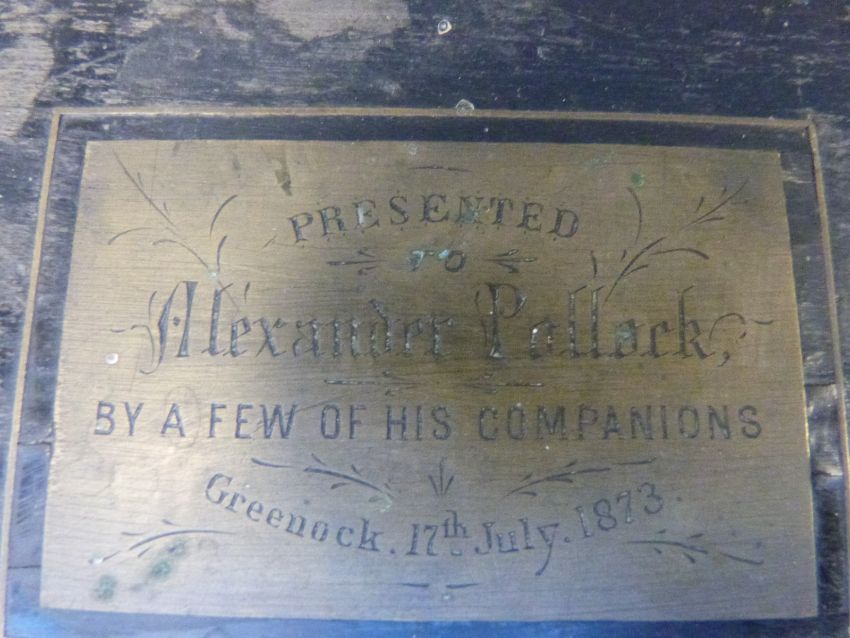 PRESENTED
TO
Alexander Pollock,
BY A FEW OF HIS COMPANIONS
Greenock. 17th July. 1873.